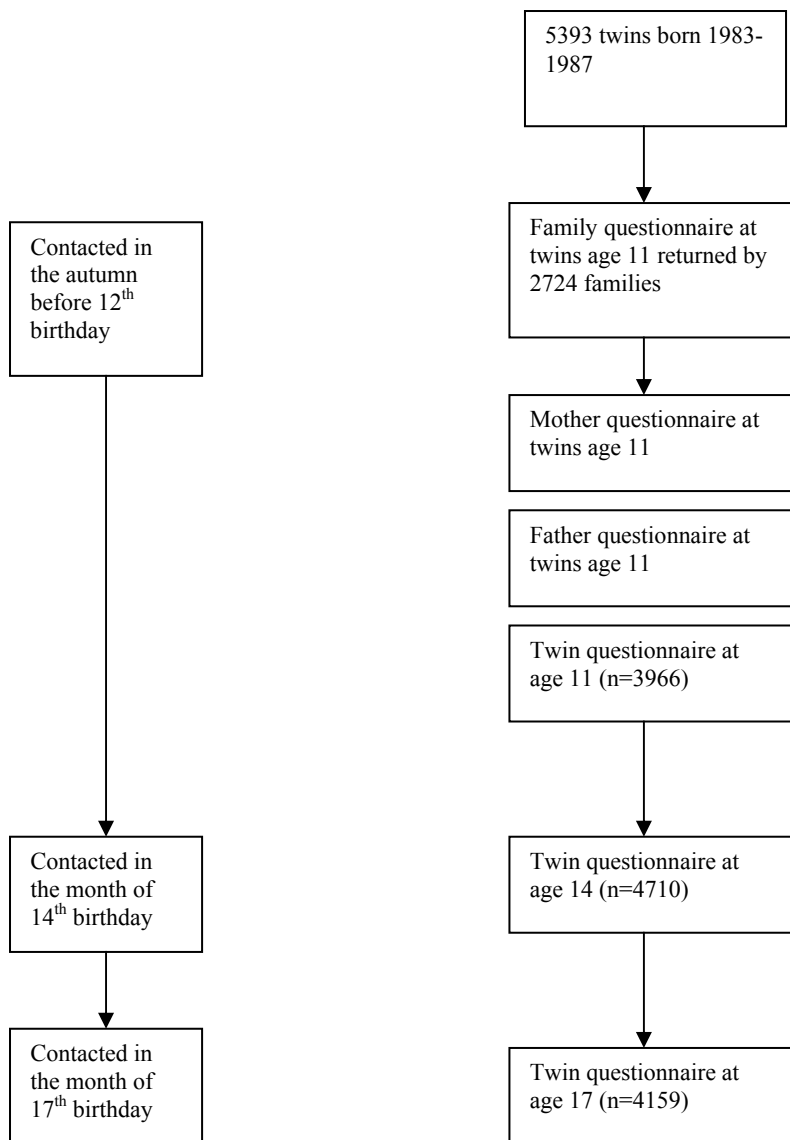 5393 twins born 1983-
1987
Family questionnaire at
twins age 11 returned by
2724 families
Contacted in
the autumn
before 12th
birthday
Mother questionnaire at
twins age 11
Father questionnaire at
twins age 11
Twin questionnaire at
age 11 (n=3966)
Contacted in
the month of
14th birthday
Twin questionnaire at
age 14 (n=4710)
Contacted in
the month of
17th birthday
Twin questionnaire at
age 17 (n=4159)